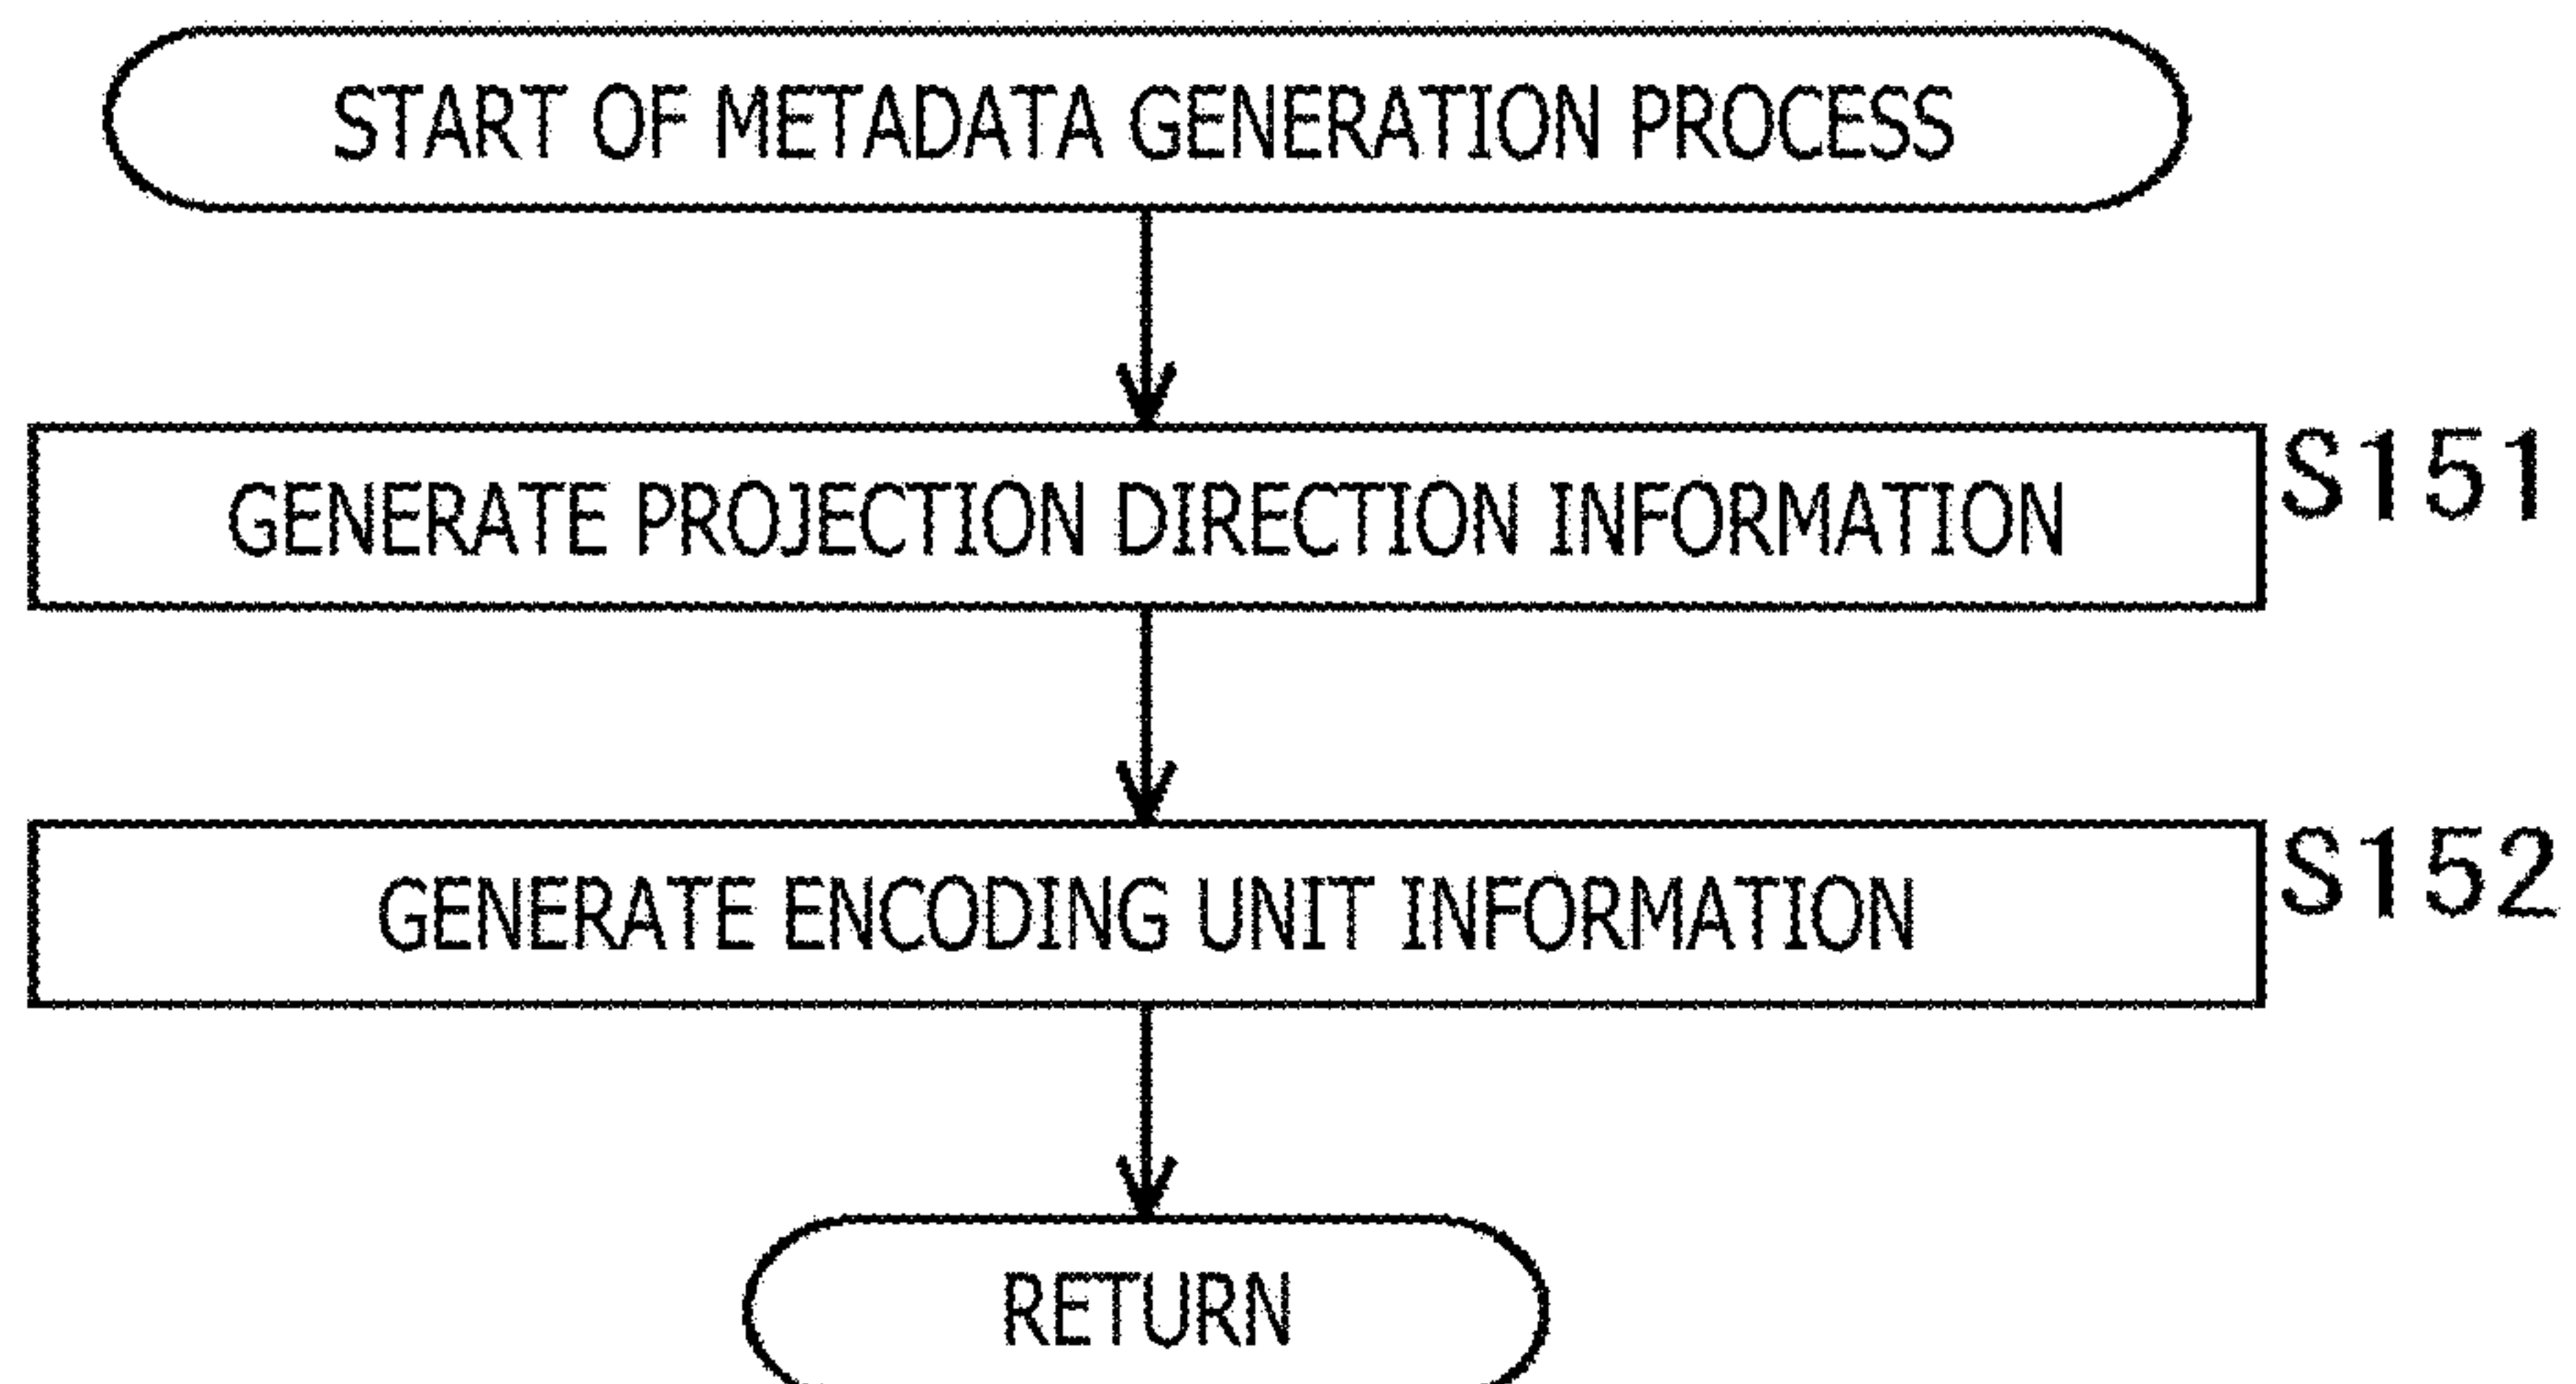 START OF METADATA GENERATION PROCESS
GENERATE PROJECTION DIRECTION INFORMATION
S151
GENERATE ENCODING UNIT INFORMATION
S152
RETURN